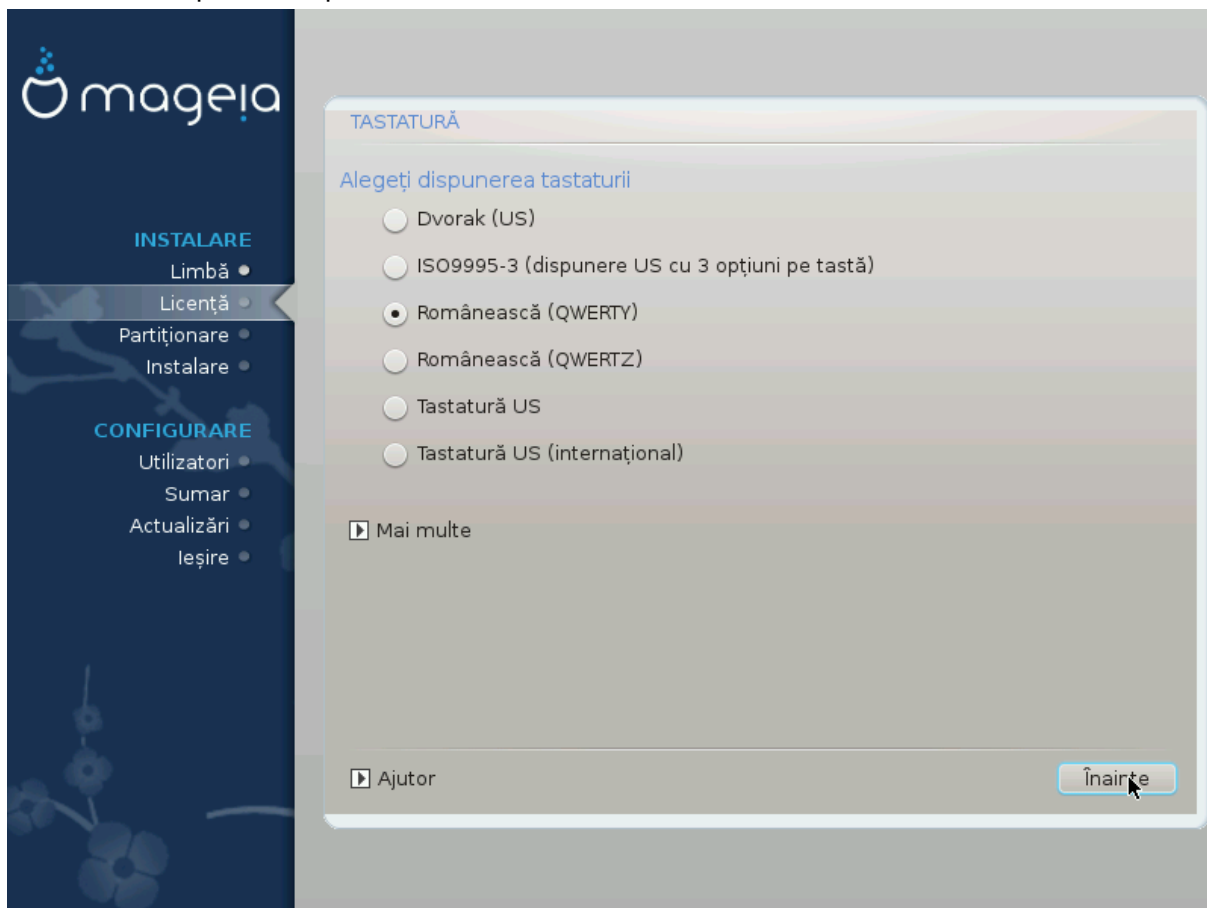 mageia
INSTALARE
Limbă
Licență
Partiționare
Instalare
CONFIGURARE
Utilizatori
Sumar
Actualizări
Ieșire
TASTATURĂ
Alegeți dispunerea tastaturii
Dvorak (US)
ISO9995-3 (dispunere US cu 3 opțiuni pe tastă)
Românească (QWERTY)
Românească (QWERTZ)
Tastatură US
Tastatură US (internațional)
Mai multe
Ajutor
Înainte